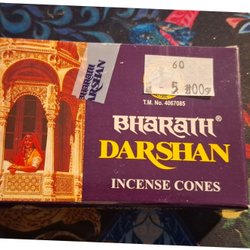 60
5.00
T.M. No. 4067085
BHARATH®
DARSHAN
INCENSE CONES